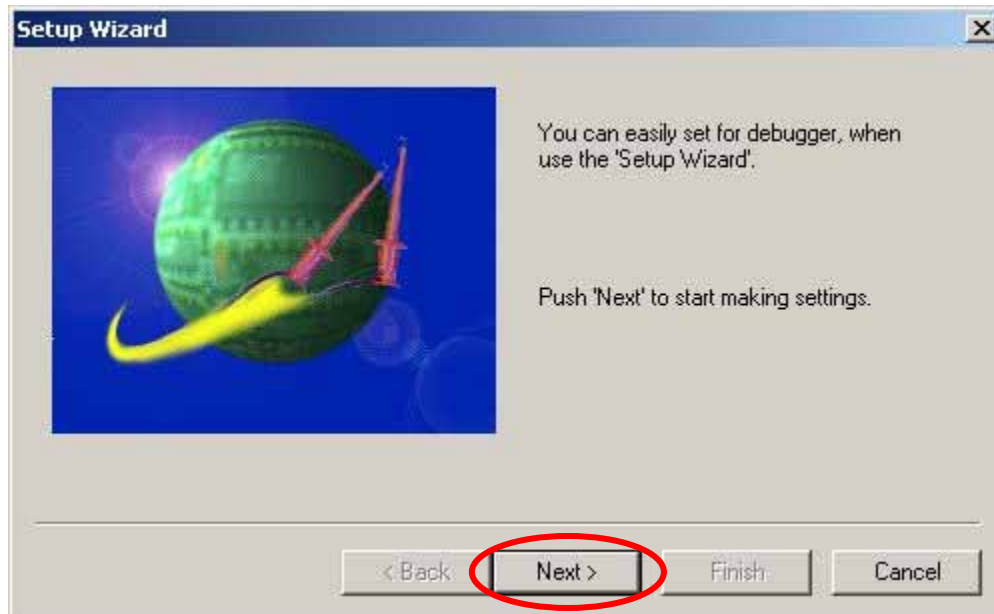 Setup Wizard
You can easily set for debugger, when
use the 'Setup Wizard'.
Push 'Next' to start making settings.
< Back
Next >
Finish
Cancel